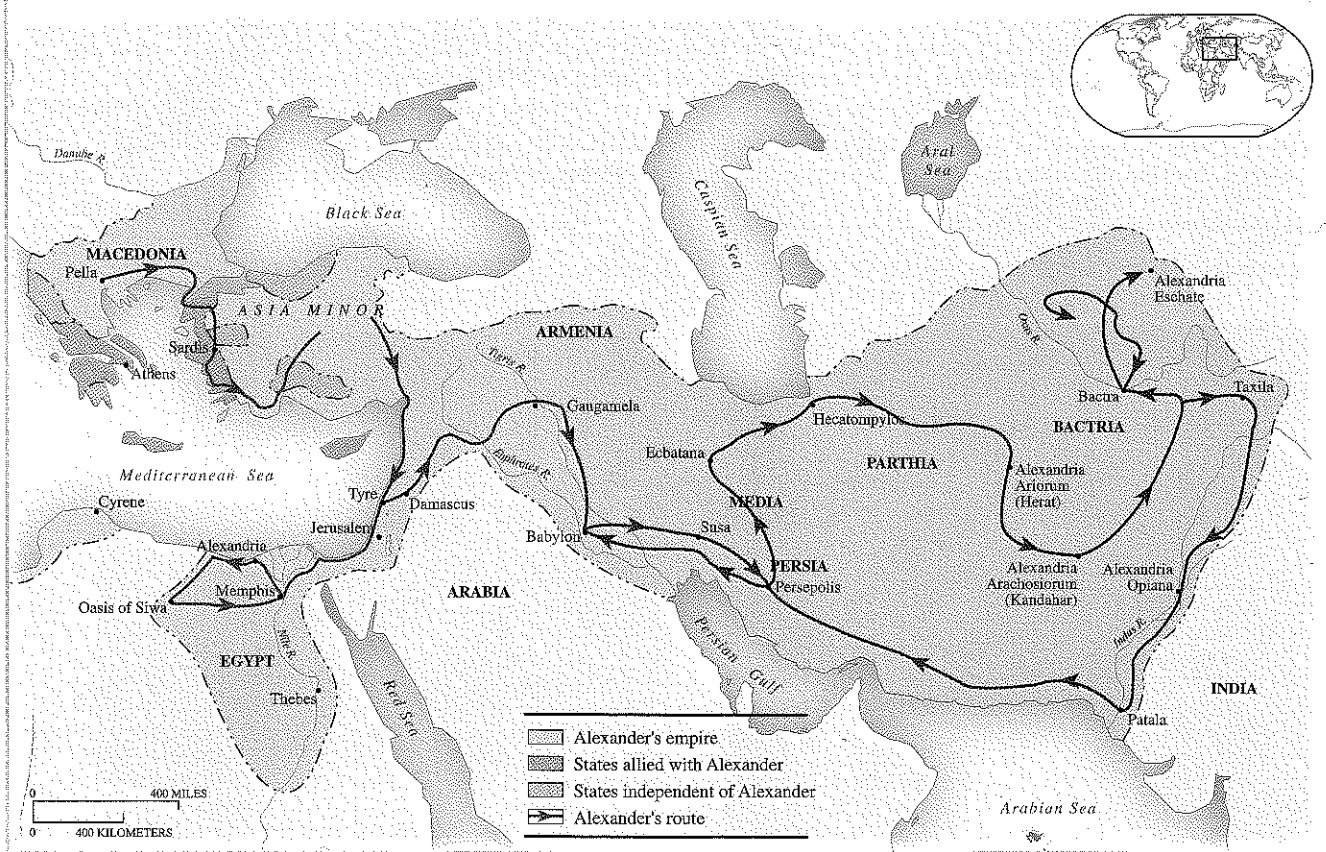 Danube R.
Black Sea
Caspian Sea
Aral
Sea
MACEDONIA
Pella
ASIA MINOR
Sardis
Athens
ARMENIA
Tigris R.
Gaugamela
Oxus R.
Alexandria
Eschate
Bactra
Taxila
Hecatompylos
BACTRIA
Ecbatana
PARTHIA
Alexandria
Ariorum
(Herat)
Mediterranean Sea
Cyrene
Tyre
Damascus
Euphrates R.
MEDIA
Jerusalem
Babylon
Susa
Alexandria
Memphis
Oasis of Siwa
PERSIA
Persepolis
ARABIA
Alexandria
Arachosiorum
(Kandahar)
Alexandria
Opiana
Indus R.
EGYPT
Nile R.
Thebes
Red Sea
Persian
Gulf
INDIA
Patala
Alexander's empire
States allied with Alexander
States independent of Alexander
Alexander's route
0 400 MILES
0 400 KILOMETERS
Arabian Sea